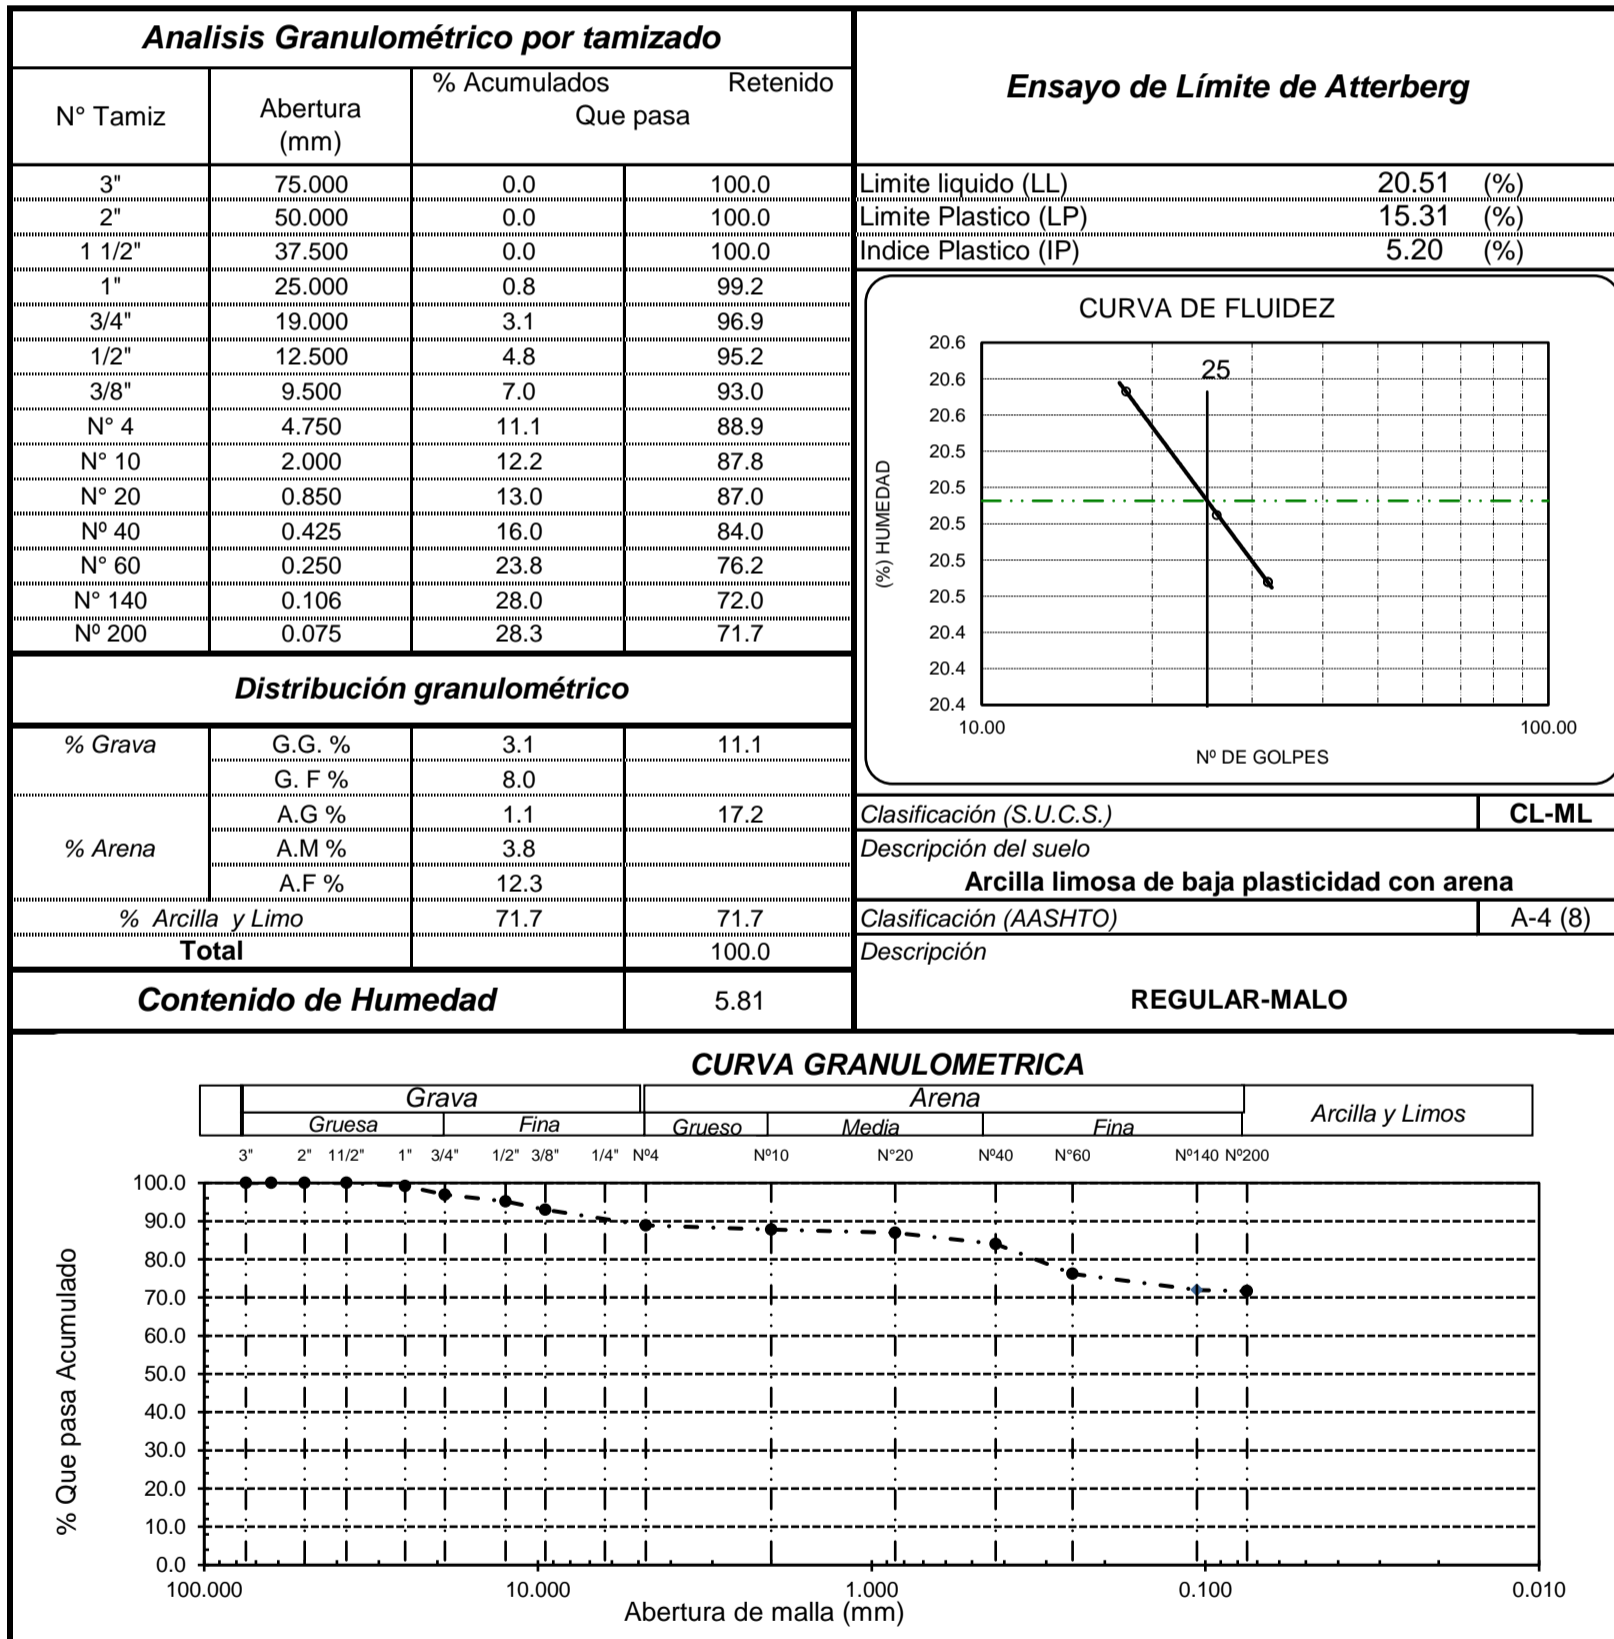 Analisis Granulométrico por tamizado
N° Tamiz
Abertura
(mm)
% Acumulados Retenido
Que pasa
3" 75.000 0.0 100.0
2" 50.000 0.0 100.0
1 1/2" 37.500 0.0 100.0
1" 25.000 0.8 99.2
3/4" 19.000 3.1 96.9
1/2" 12.500 4.8 95.2
3/8" 9.500 7.0 93.0
N° 4 4.750 11.1 88.9
N° 10 2.000 12.2 87.8
N° 20 0.850 13.0 87.0
Nº 40 0.425 16.0 84.0
N° 60 0.250 23.8 76.2
N° 140 0.106 28.0 72.0
Nº 200 0.075 28.3 71.7
Distribución granulométrico
% Grava G.G. % 3.1 11.1
G. F % 8.0
A.G % 1.1 17.2
% Arena A.M % 3.8
A.F % 12.3
% Arcilla y Limo 71.7 71.7
Total 100.0
Contenido de Humedad 5.81
Ensayo de Límite de Atterberg
Limite liquido (LL) 20.51 (%)
Limite Plastico (LP) 15.31 (%)
Indice Plastico (IP) 5.20 (%)
CURVA DE FLUIDEZ
25
20.6
20.6
20.6
20.5
20.5
20.5
20.5
20.5
20.4
20.4
20.4
(%) HUMEDAD
10.00 100.00
Nº DE GOLPES
Clasificación (S.U.C.S.) CL-ML
Descripción del suelo
Arcilla limosa de baja plasticidad con arena
Clasificación (AASHTO) A-4 (8)
Descripción
REGULAR-MALO
CURVA GRANULOMETRICA
Grava Arena Arcilla y Limos
Gruesa Fina Grueso Media Fina
3" 2" 11/2" 1" 3/4" 1/2" 3/8" 1/4" Nº4 Nº10 N°20 Nº40 N°60 Nº140 Nº200
100.0
90.0
80.0
70.0
60.0
50.0
40.0
30.0
20.0
10.0
0.0
% Que pasa Acumulado
100.000 10.000 1.000 0.100 0.010
Abertura de malla (mm)